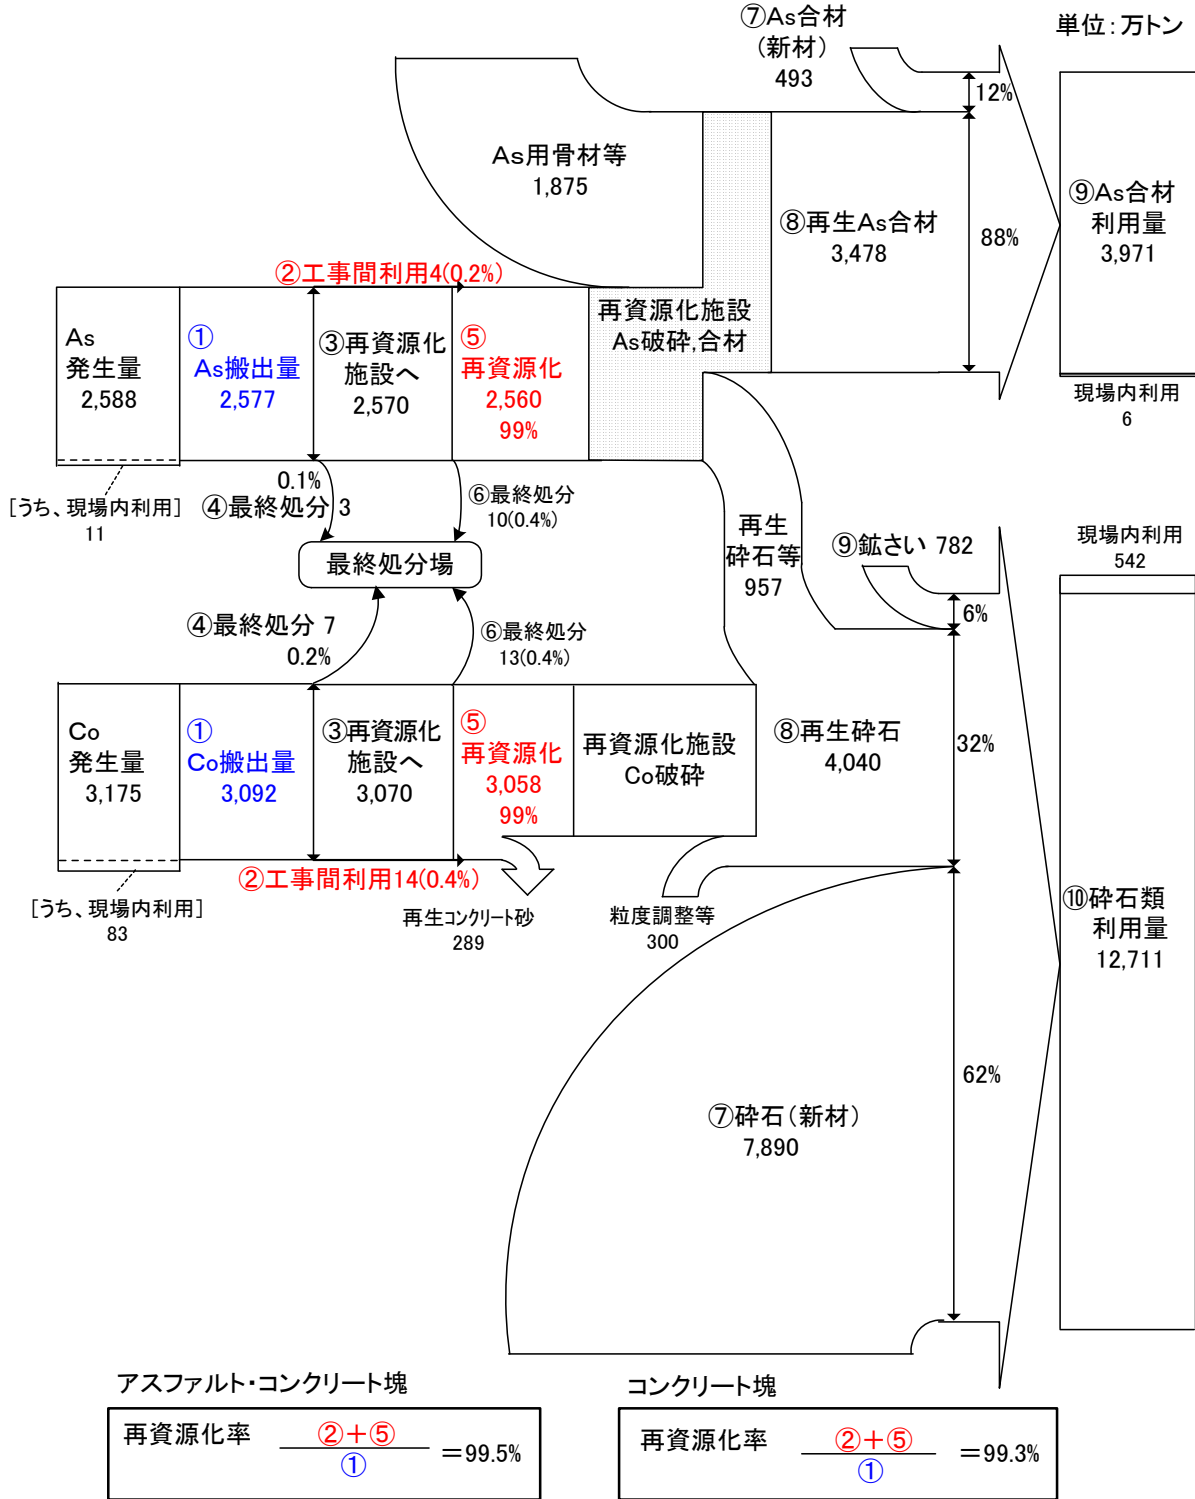 単位：万トン
⑦As合材
(新材)
493
12%
As用骨材等
1,875
⑧再生As合材
3,478
88%
⑨As合材
利用量
3,971
現場内利用
6
②工事間利用4(0.2%)
As
発生量
2,588
①
As搬出量
2,577
③再資源化
施設へ
2,570
⑤
再資源化
2,560
99%
再資源化施設
As破砕,合材
[うち、現場内利用]
11
0.1%
④最終処分 3
⑥最終処分
10(0.4%)
最終処分場
再生
砕石等
957
⑨鉱さい 782
6%
現場内利用
542
④最終処分 7
0.2%
⑥最終処分
13(0.4%)
Co
発生量
3,175
①
Co搬出量
3,092
③再資源化
施設へ
3,070
⑤
再資源化
3,058
99%
再資源化施設
Co破砕
⑧再生砕石
4,040
32%
②工事間利用14(0.4%)
[うち、現場内利用]
83
再生コンクリート砂
289
粒度調整等
300
⑩砕石類
利用量
12,711
⑦砕石(新材)
7,890
62%
アスファルト・コンクリート塊
再資源化率 ②＋⑤
① ＝99.5%
コンクリート塊
再資源化率 ②＋⑤
① ＝99.3%